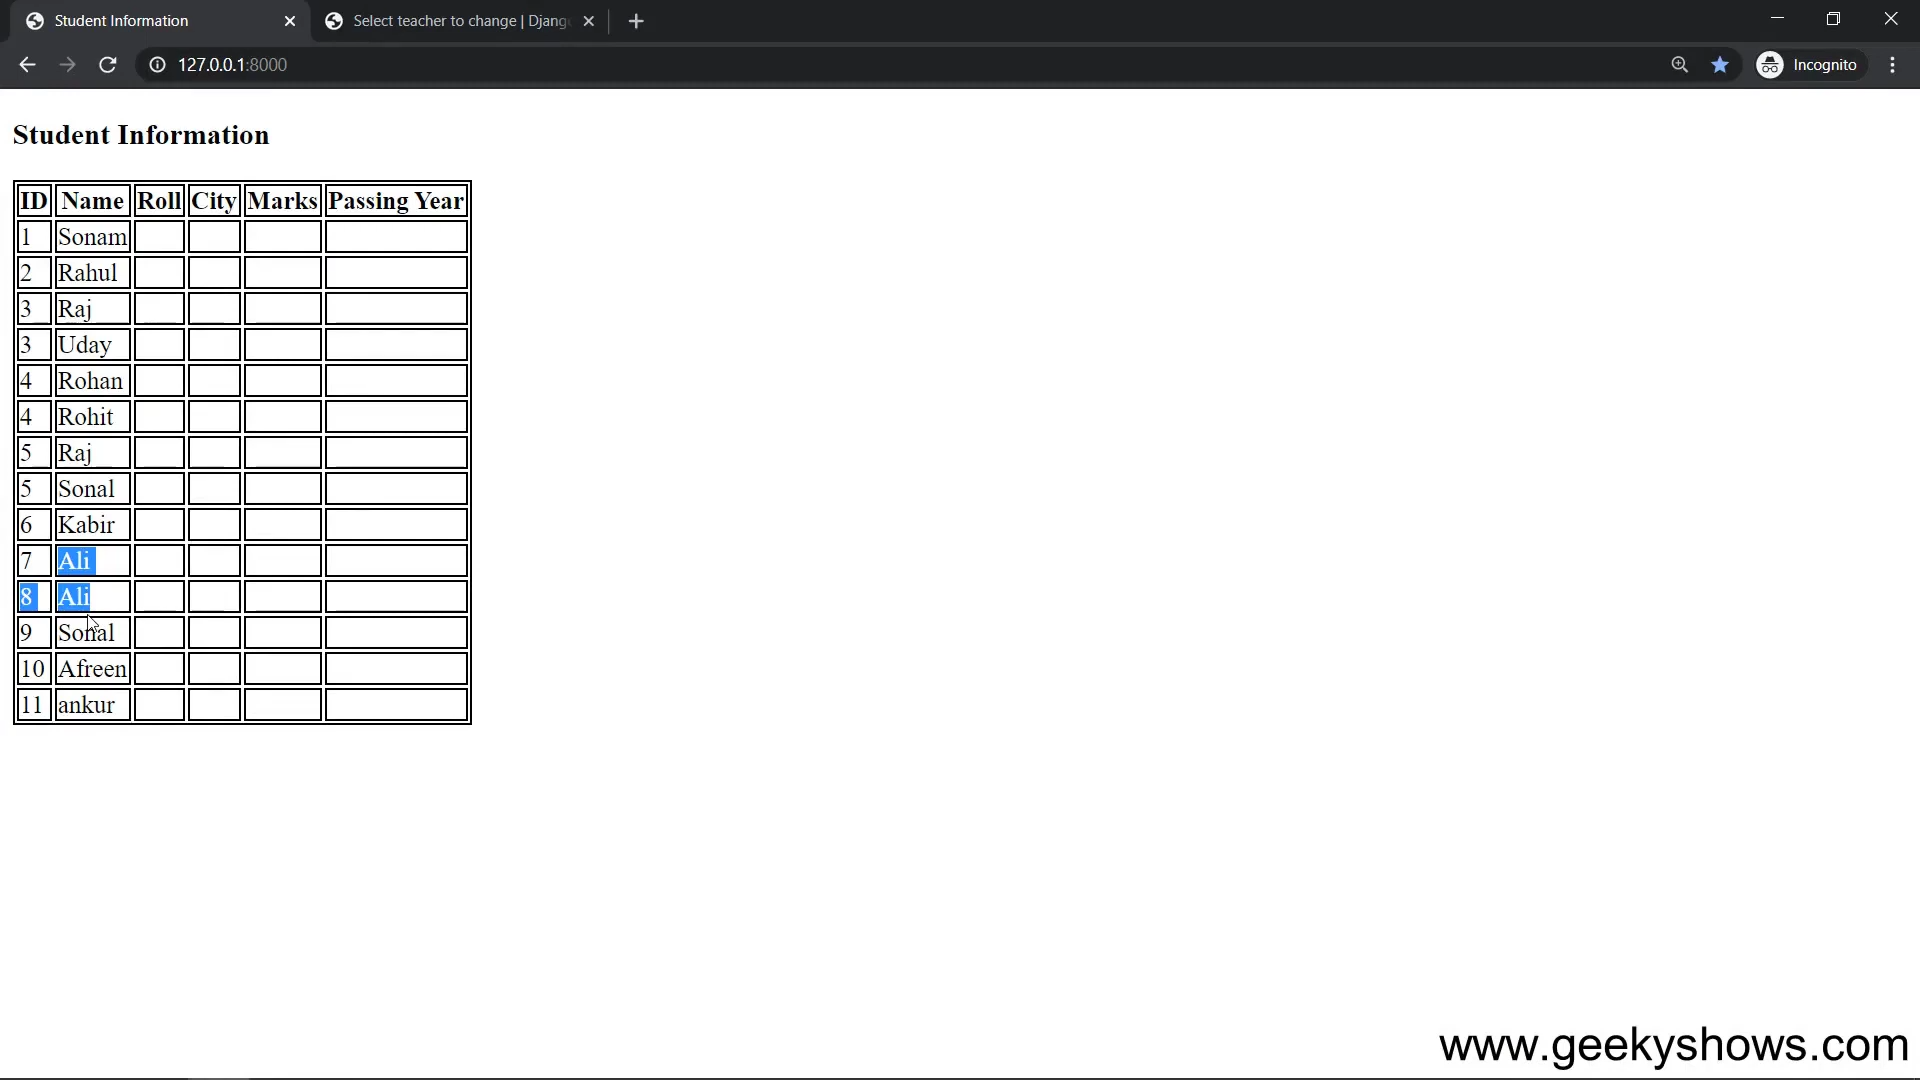 Student Information
Select teacher to change | Djang
127.0.0.1:8000
Incognito
Student Information
ID Name Roll City Marks Passing Year
1 Sonam
2 Rahul
3 Raj
3 Uday
4 Rohan
4 Rohit
5 Raj
5 Sonal
6 Kabir
7 Ali
8 Ali
9 Sonal
10 Afreen
11 ankur
www.geekyshows.com